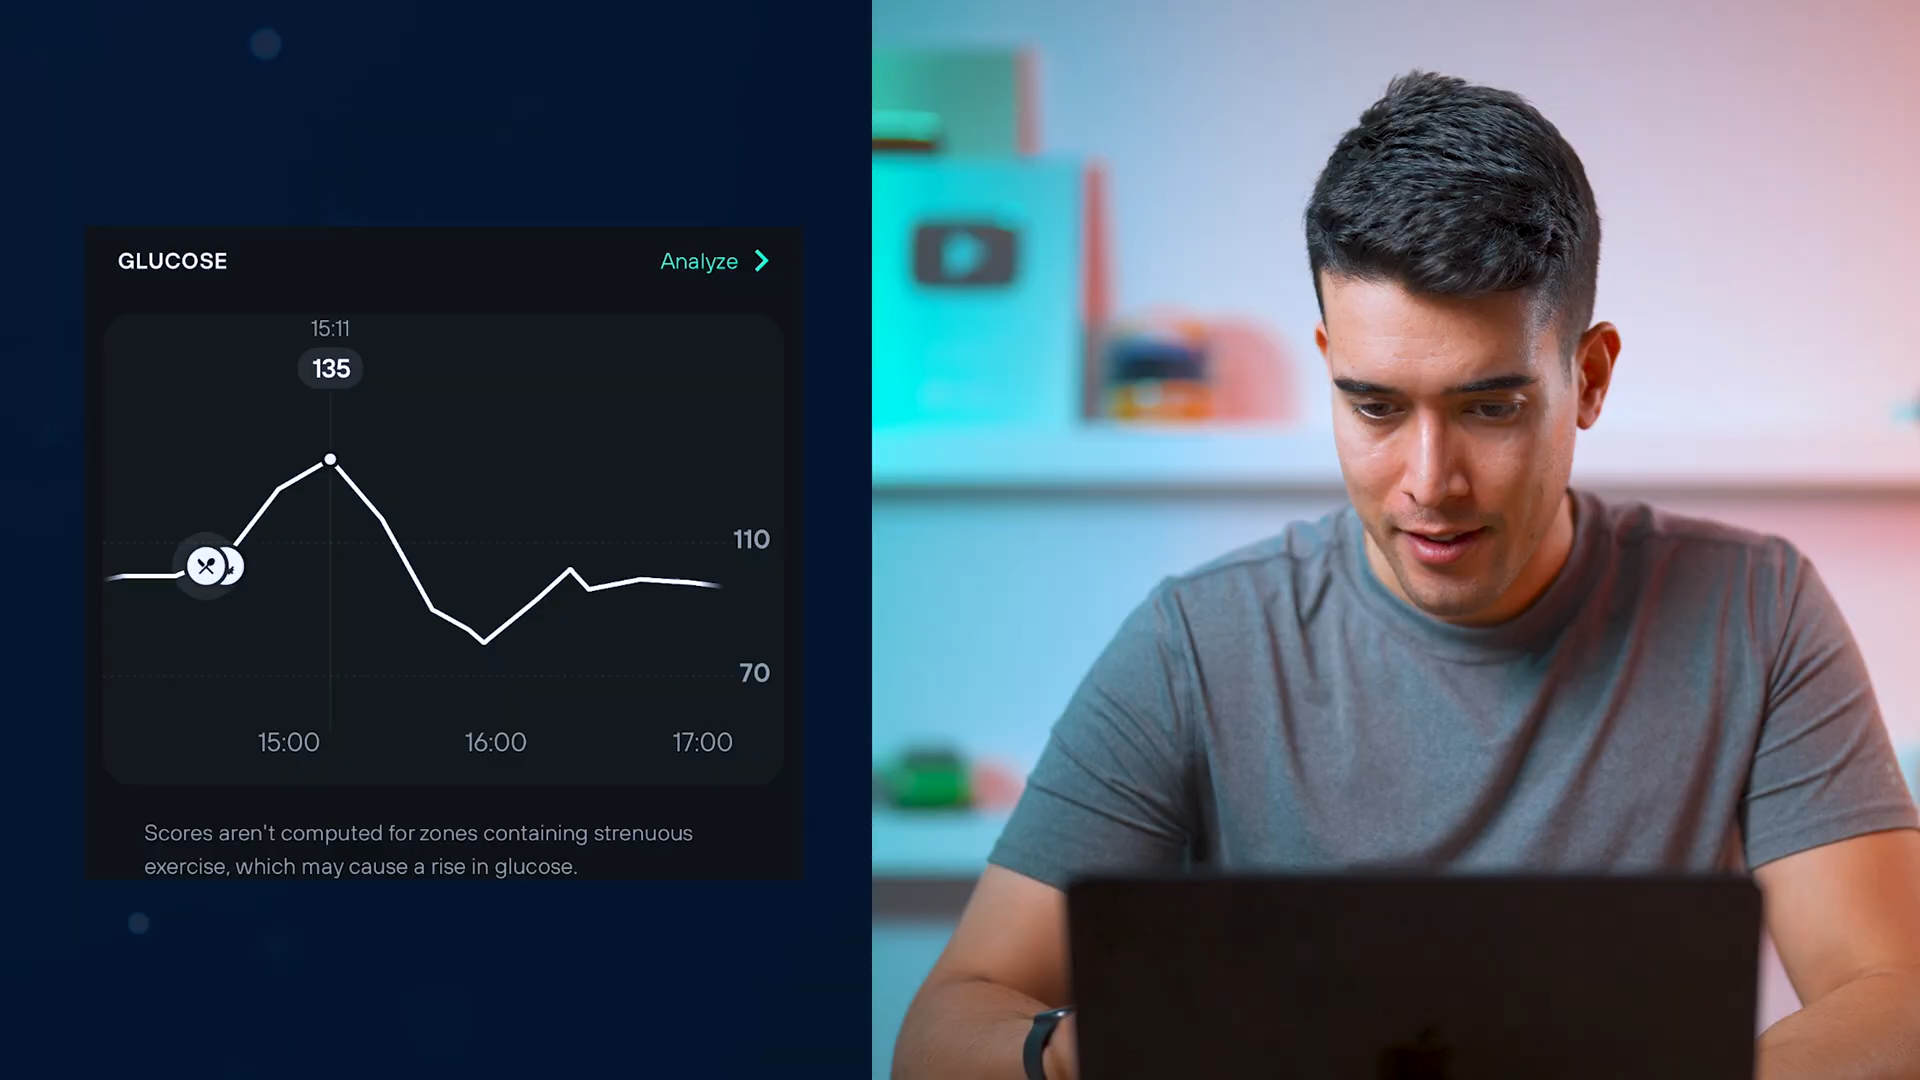 GLUCOSE
Analyze
15:11
135
110
70
15:00 16:00 17:00
Scores aren't computed for zones containing strenuous
exercise, which may cause a rise in glucose.